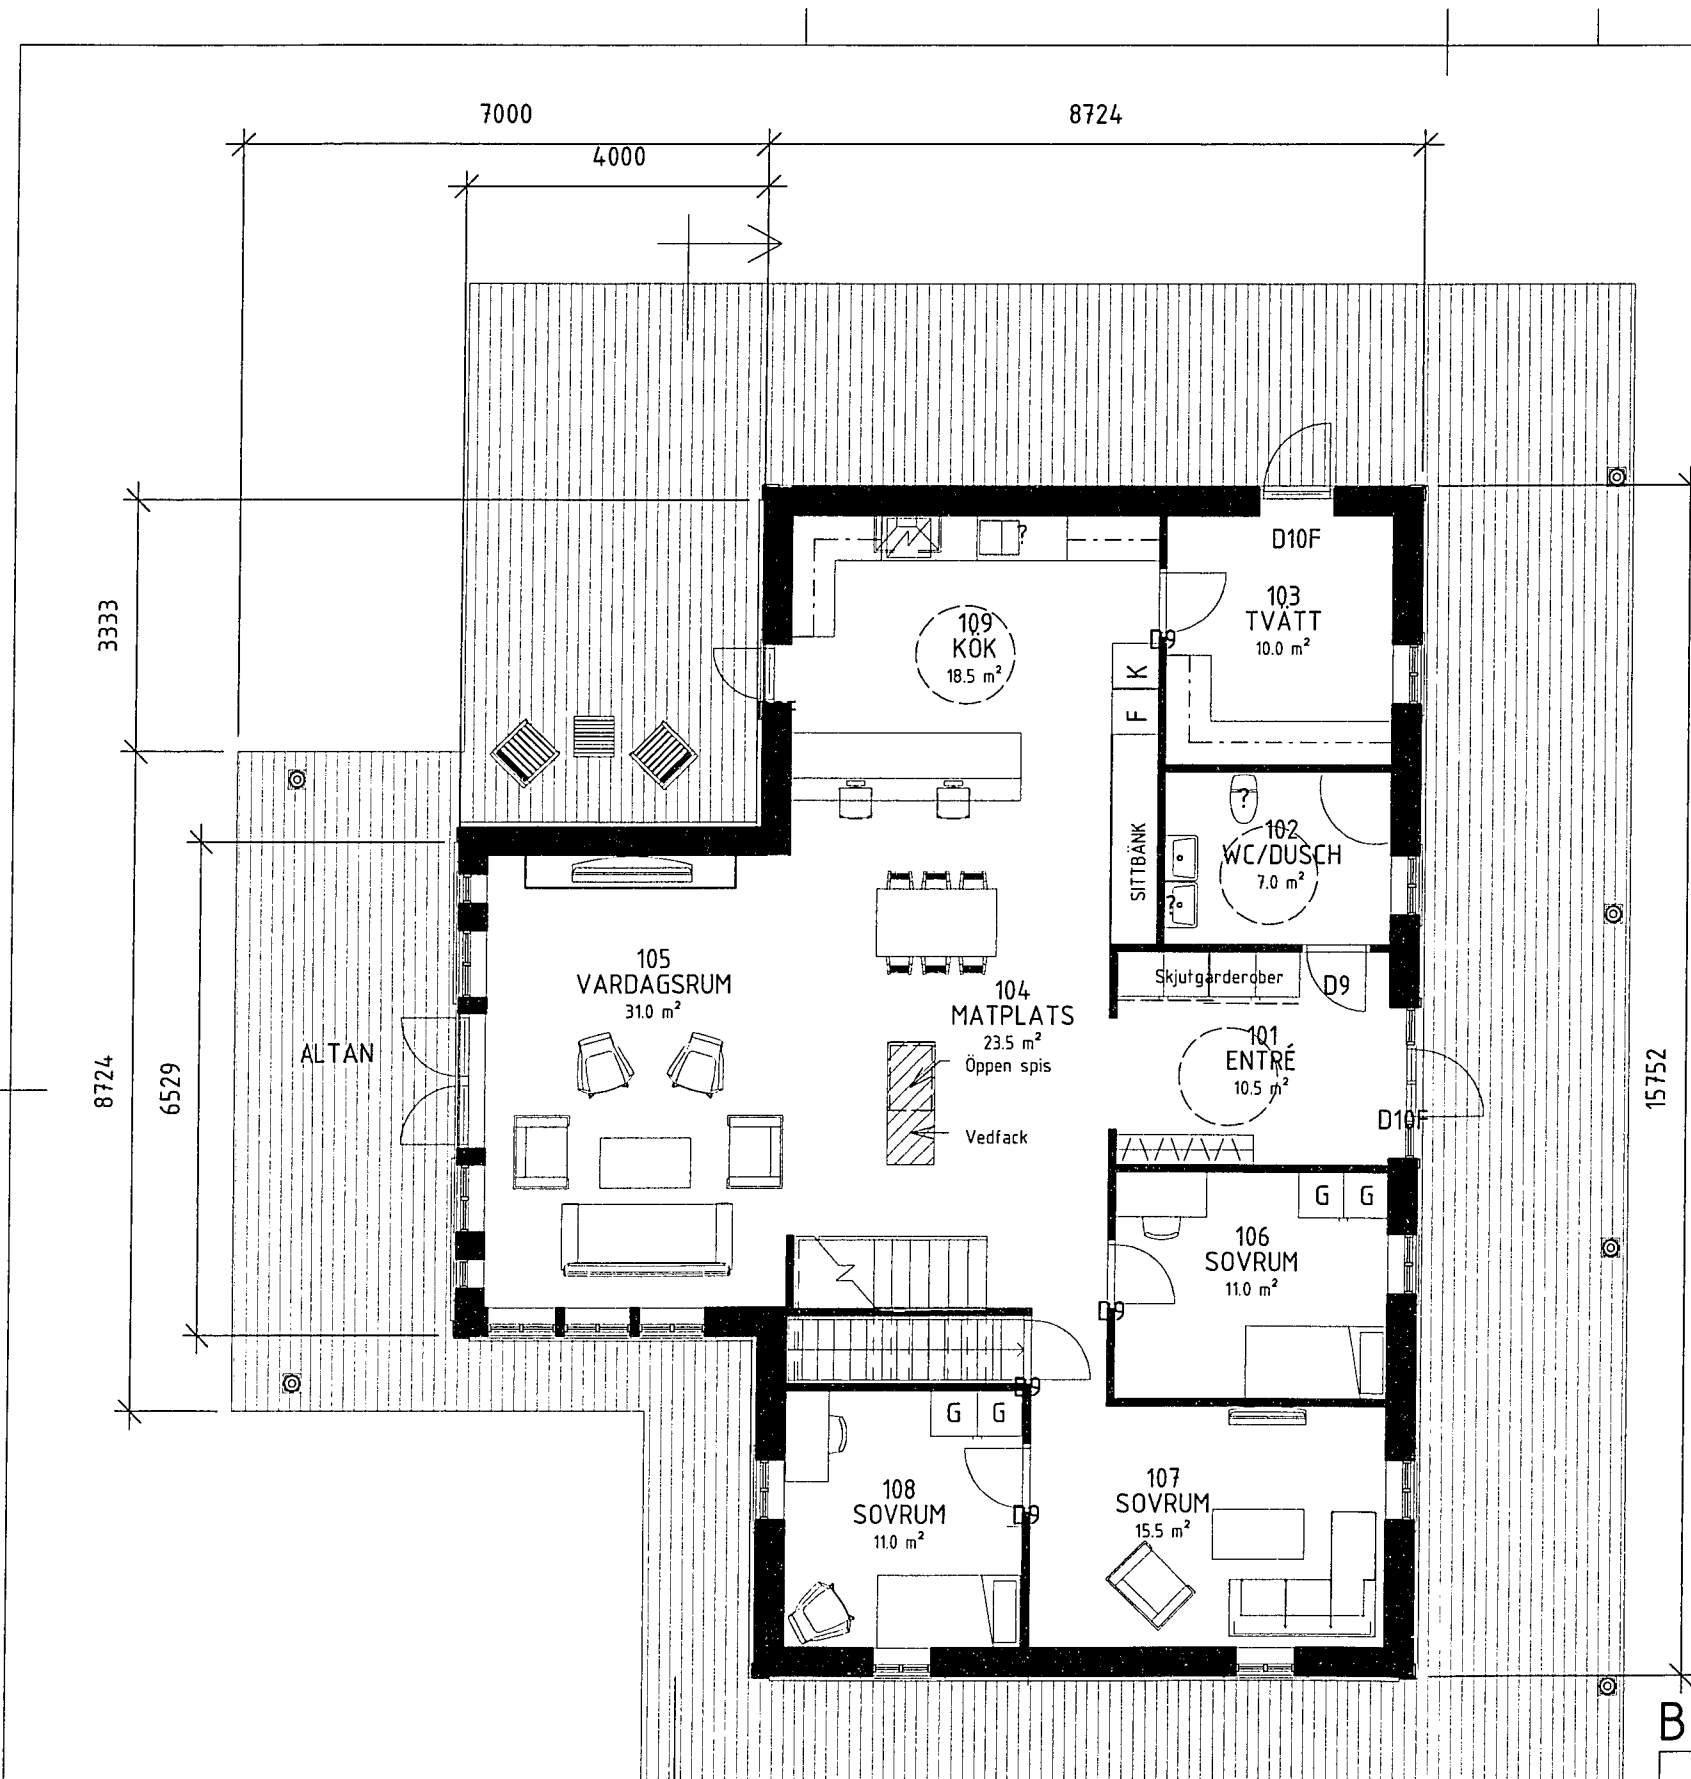 7000
8724
4000
3333
8724
6529
15752
D10F
103
TVÄTT
10.0 m²
D9
109
KÖK
18.5 m²
K
F
SITTBÄNK
?
?
102
WC/DUSCH
7.0 m²
?
Skjutgarderober
D9
105
VARDAGSRUM
31.0 m²
104
MATPLATS
23.5 m²
Öppen spis
Vedfack
101
ENTRÉ
10.5 m²
D10F
ALTAN
G G
106
SOVRUM
11.0 m²
D9
D9
G G
108
SOVRUM
11.0 m²
D9
107
SOVRUM
15.5 m²
B